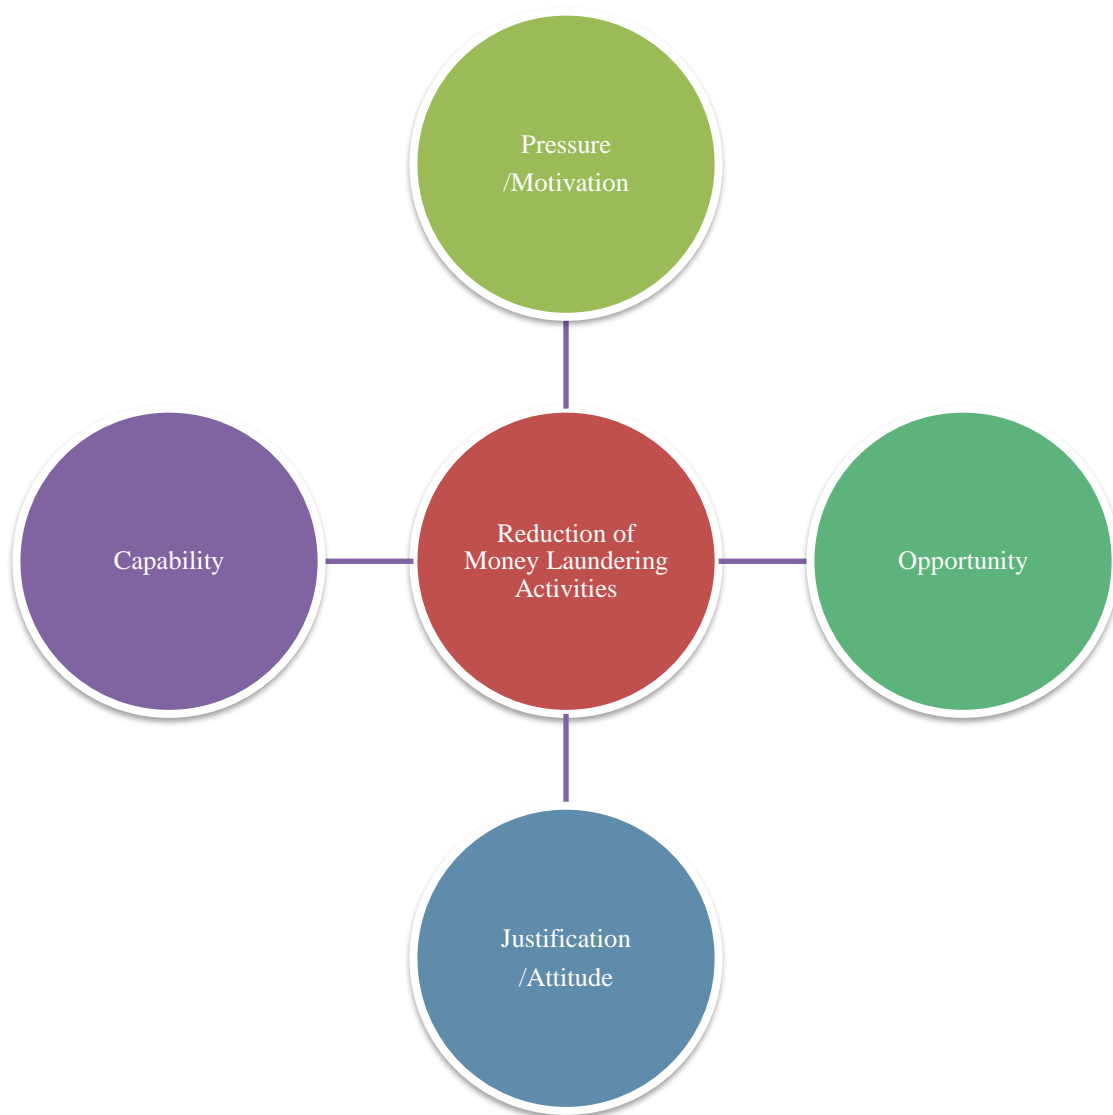 Pressure
/Motivation
Capability
Reduction of
Money Laundering
Activities
Opportunity
Justification
/Attitude